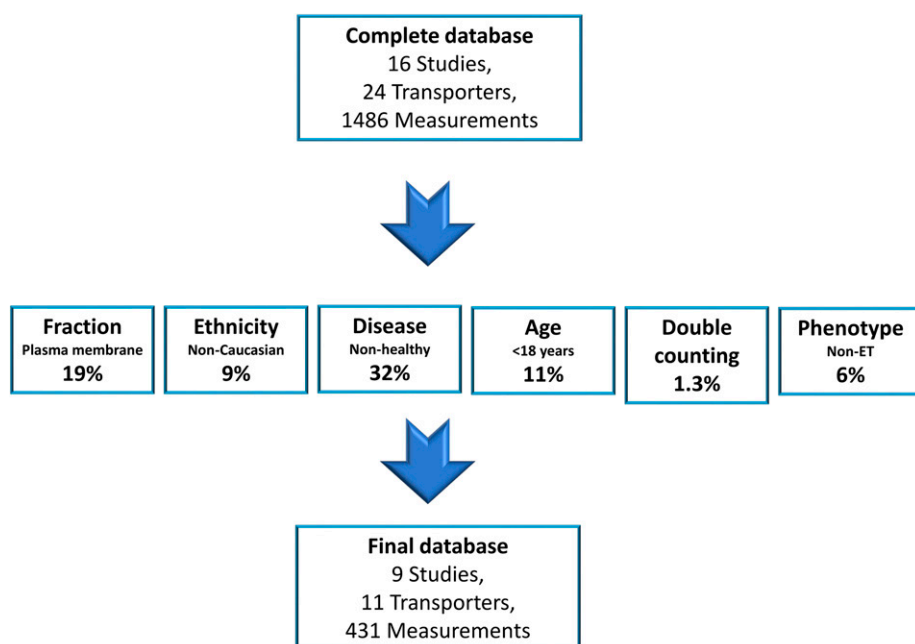 Complete database
16 Studies,
24 Transporters,
1486 Measurements
Fraction
Plasma membrane
19%
Ethnicity
Non-Caucasian
9%
Disease
Non-healthy
32%
Age
<18 years
11%
Double
counting
1.3%
Phenotype
Non-ET
6%
Final database
9 Studies,
11 Transporters,
431 Measurements